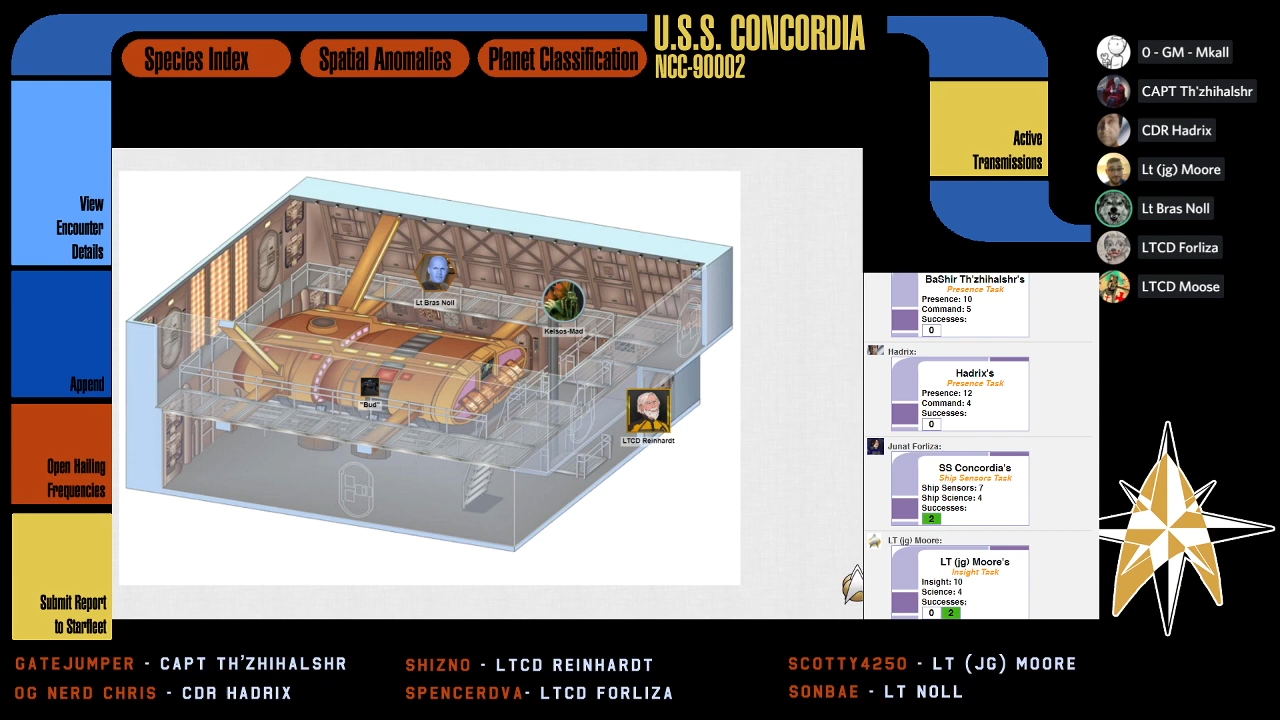 Species Index
Spatial Anomalies
Planet Classification
U.S.S. CONCORDIA
NCC-90002
View
Encounter
Details
Append
Open Hailing
Frequencies
Submit Report
to Starfleet
Active
Transmissions
0 - GM - Mkall
CAPT Th'zhihalshr
CDR Hadrix
Lt (jg) Moore
Lt Bras Noll
LTCD Forliza
LTCD Moose
Lt Bras Noll
Kelsos-Mad
"Bud"
LTCD Reinhardt
BaShir Th'zhihalshr's
Presence Task
Presence: 10
Command: 5
Successes:
0
Hadrix:
Hadrix's
Presence Task
Presence: 12
Command: 4
Successes:
0
Junat Forliza:
SS Concordia's
Ship Sensors Task
Ship Sensors: 7
Ship Science: 4
Successes:
2
LT (jg) Moore:
LT (jg) Moore's
Insight Task
Insight: 10
Science: 4
Successes:
0 2
GATEJUMPER - CAPT TH'ZHIHALSHR
OG NERD CHRIS - CDR HADRIX
SHIZNO - LTCD REINHARDT
SPENCERDVA- LTCD FORLIZA
SCOTTY4250 - LT (JG) MOORE
SONBAE - LT NOLL